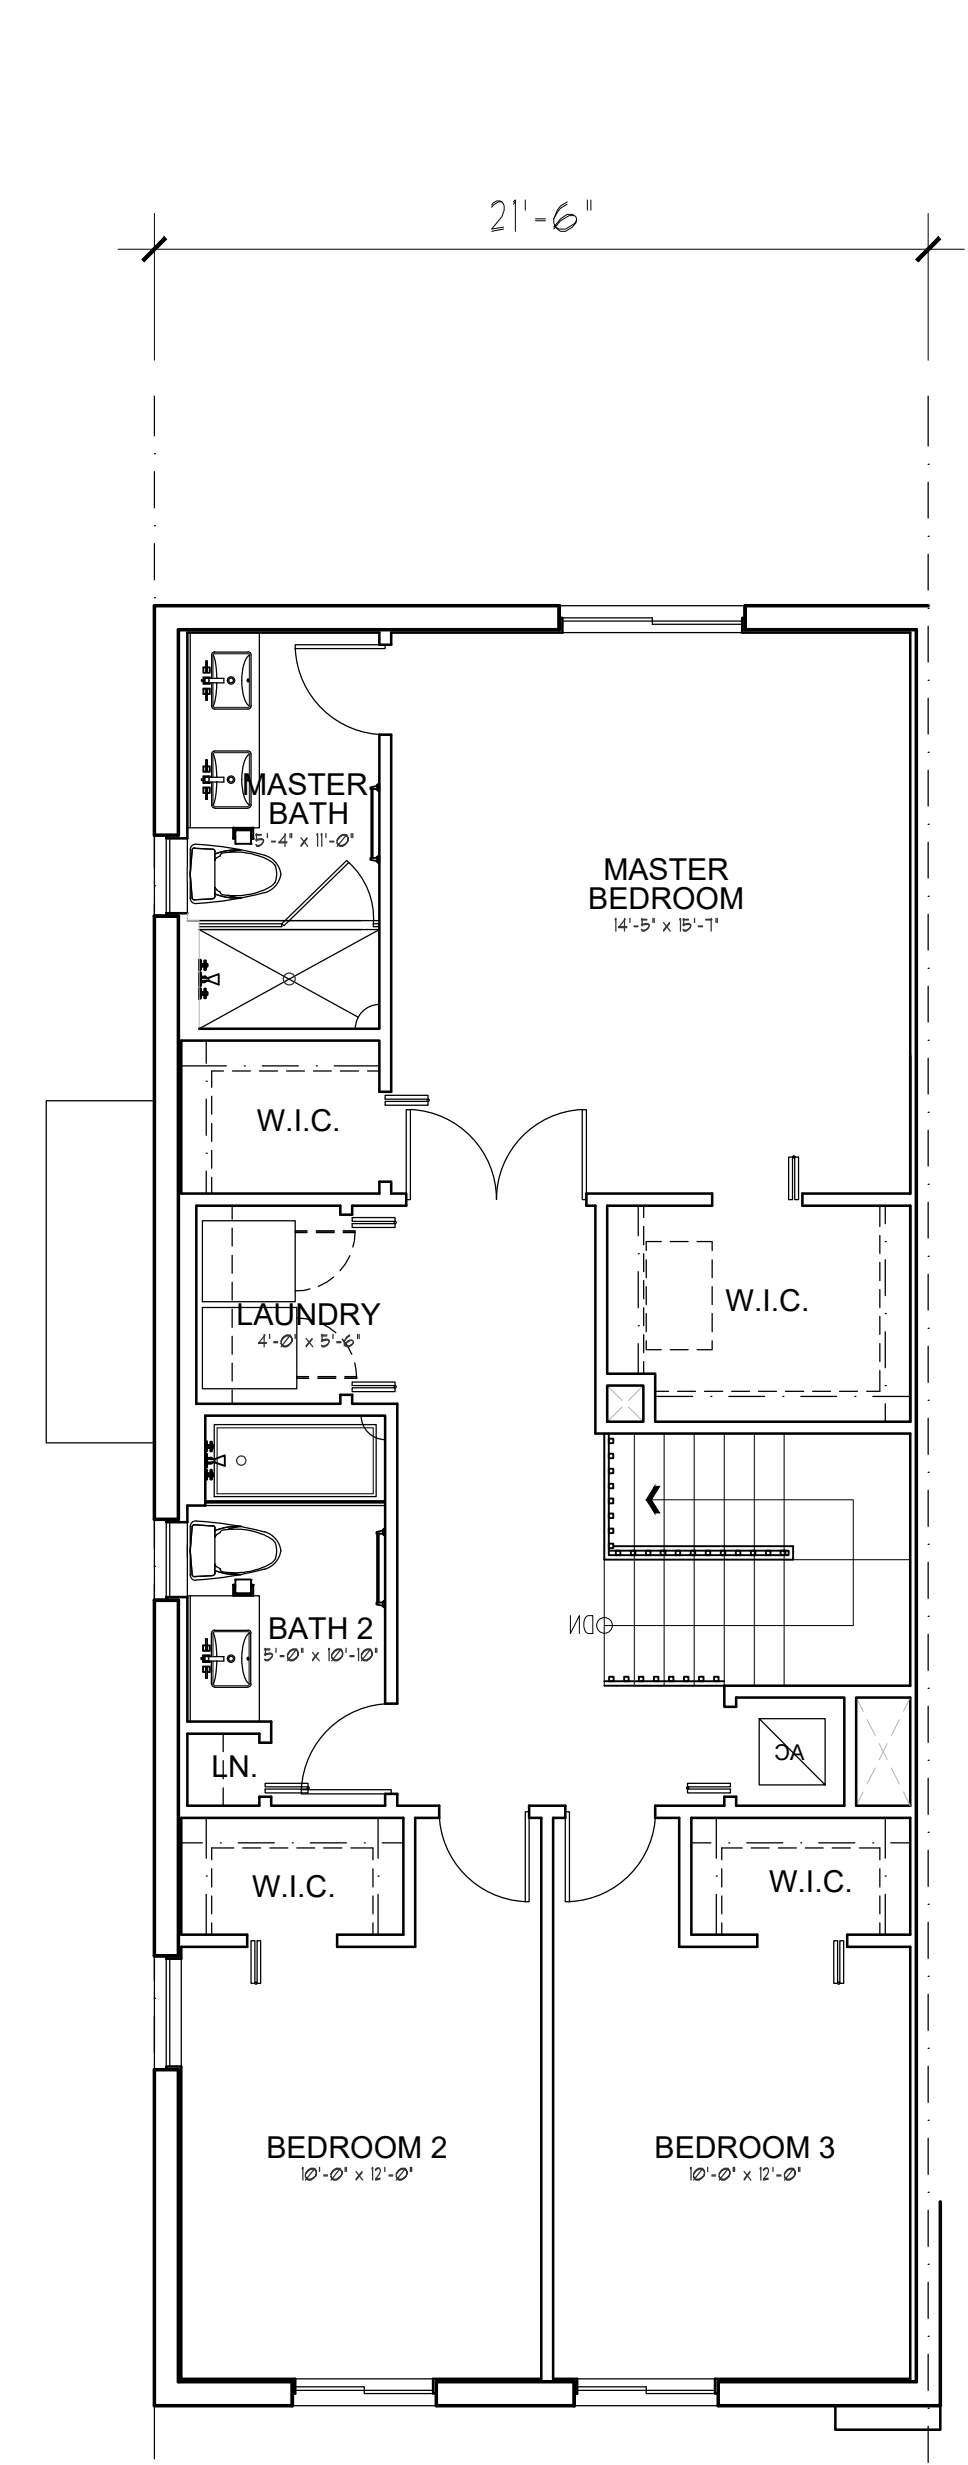 21'-6"
MASTER
BATH
5'-4" x 11'-0"
MASTER
BEDROOM
14'-5" x 15'-7"
W.I.C.
W.I.C.
LAUNDRY
4'-0" x 5'-6"
DN
BATH 2
5'-0" x 10'-10"
AC
LN.
W.I.C.
W.I.C.
BEDROOM 2
10'-0" x 12'-0"
BEDROOM 3
10'-0" x 12'-0"